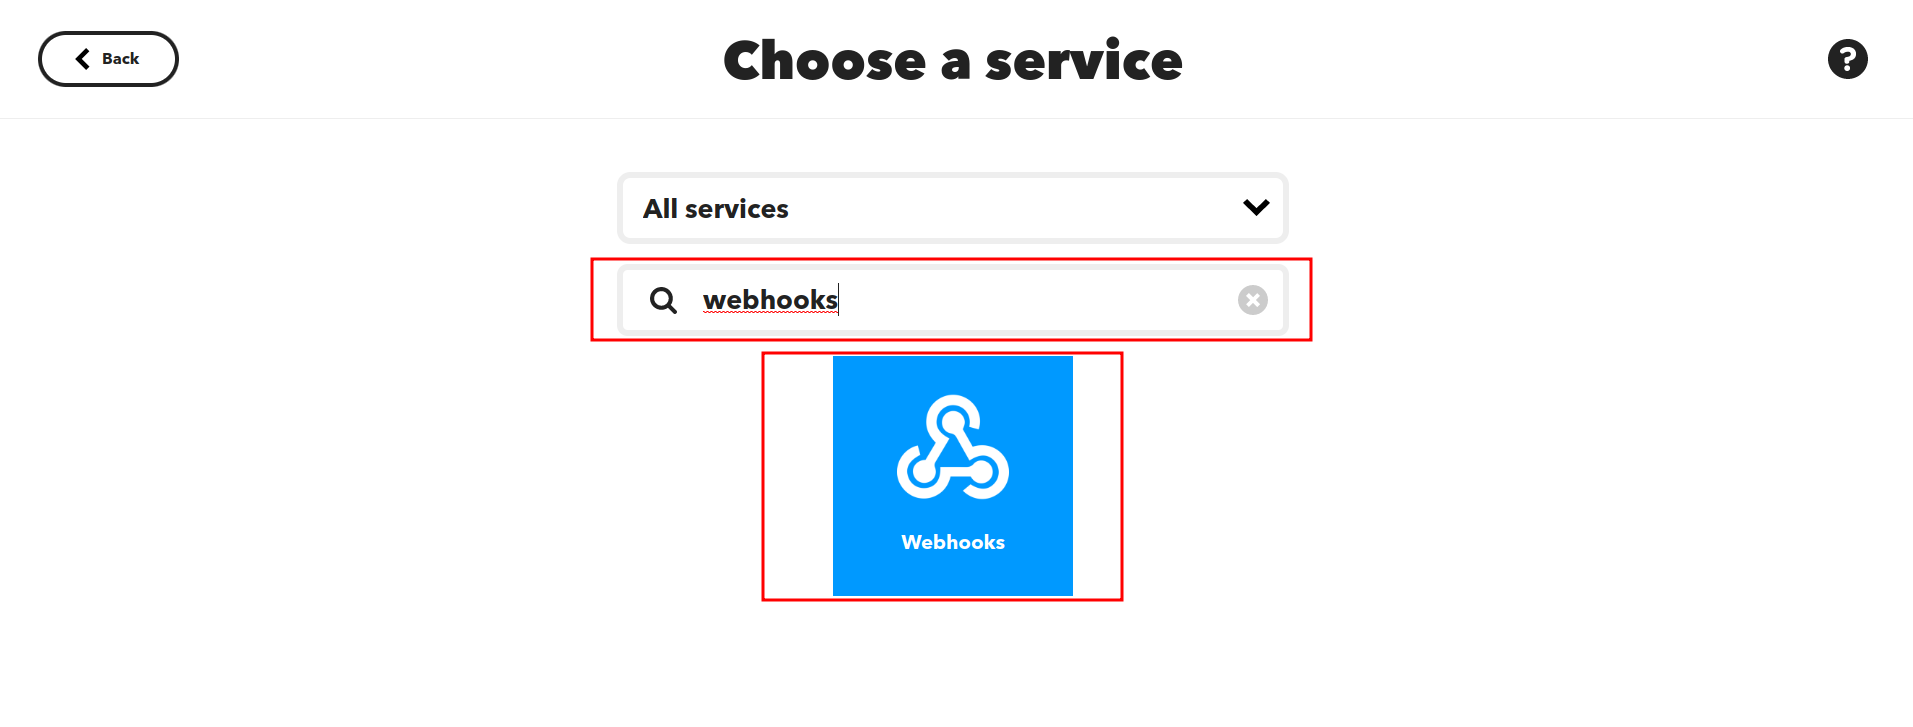 Back
Choose a service
?
All services
webhooks
Webhooks